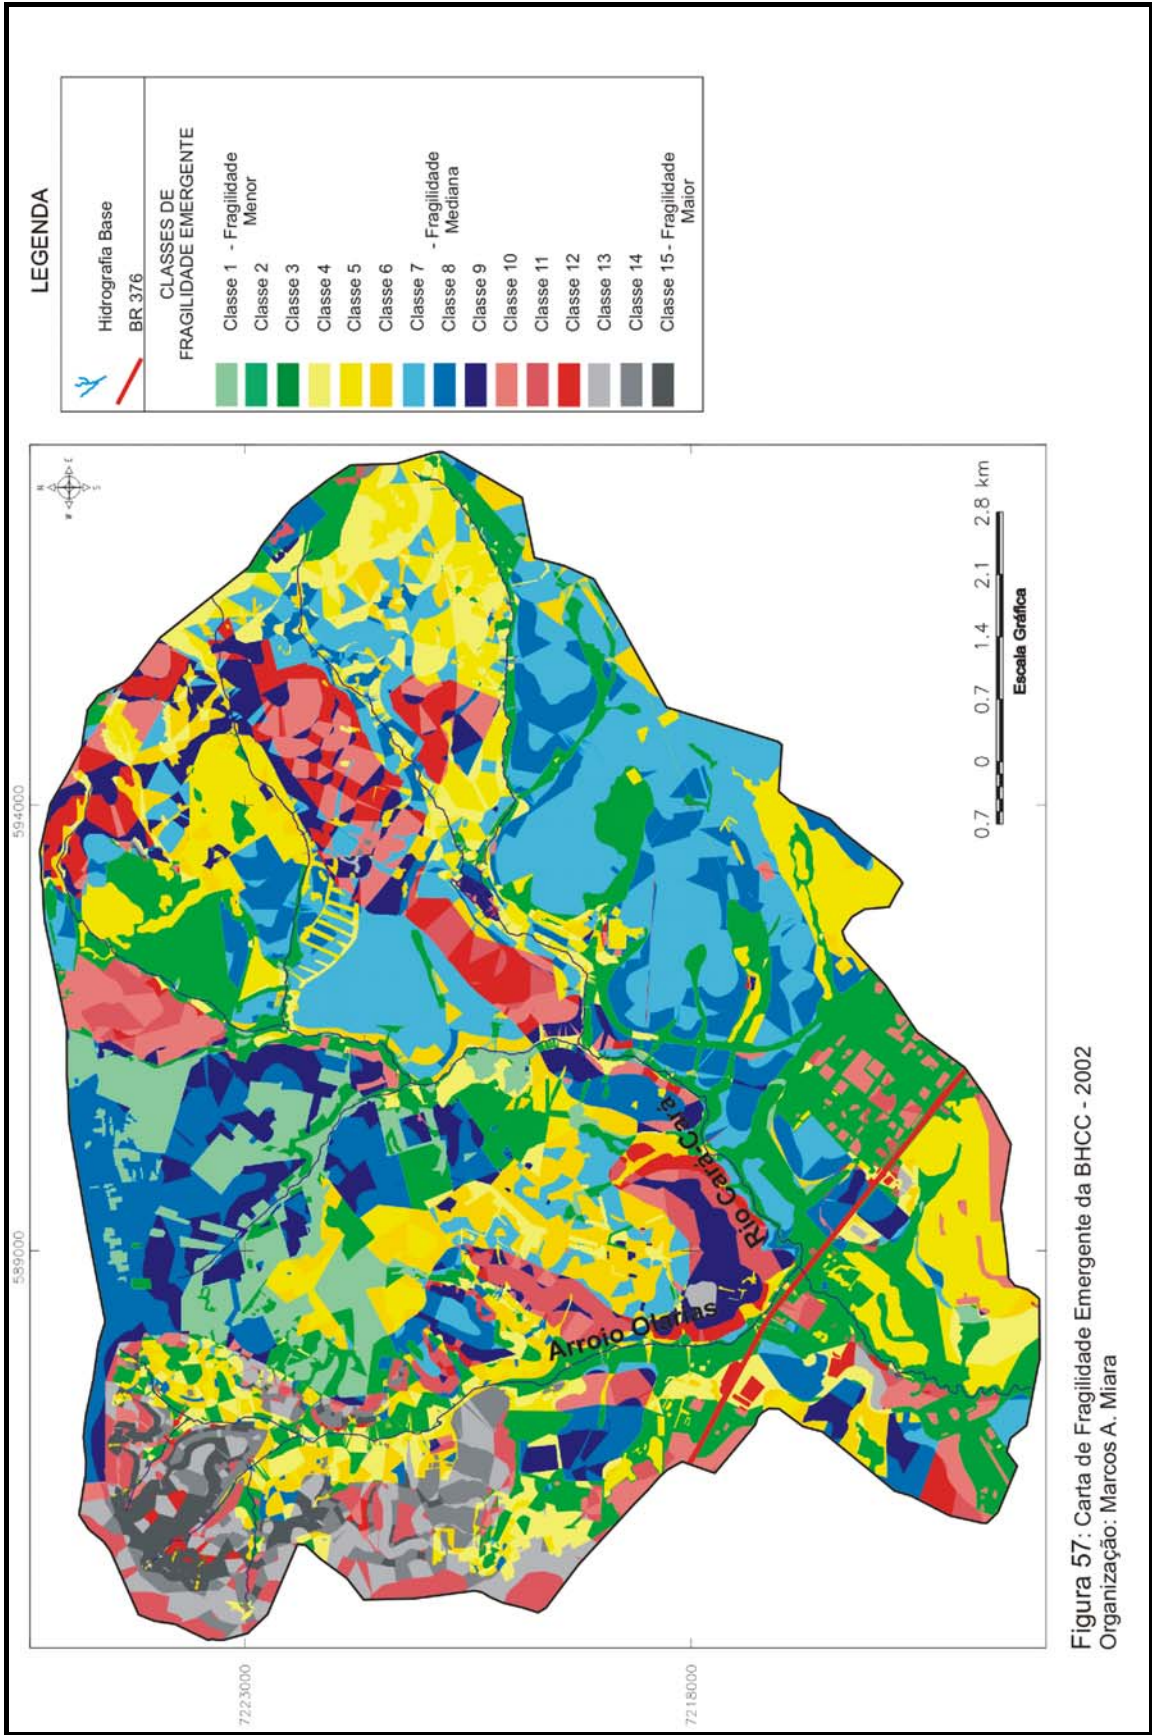 LEGENDA
Hidrografia Base
BR 376
CLASSES DE
FRAGILIDADE EMERGENTE
Classe 1 - Fragilidade
Menor
Classe 2
Classe 3
Classe 4
Classe 5
Classe 6
Classe 7 - Fragilidade
Mediana
Classe 8
Classe 9
Classe 10
Classe 11
Classe 12
Classe 13
Classe 14
Classe 15 - Fragilidade
Maior
N
W E
S
589000
594000
7223000
7218000
Arroio Olarias
Rio Cará-Cará
0.7 0 0.7 1.4 2.1 2.8 km
Escala Gráfica
Figura 57: Carta de Fragilidade Emergente da BHCC - 2002
Organização: Marcos A. Miara